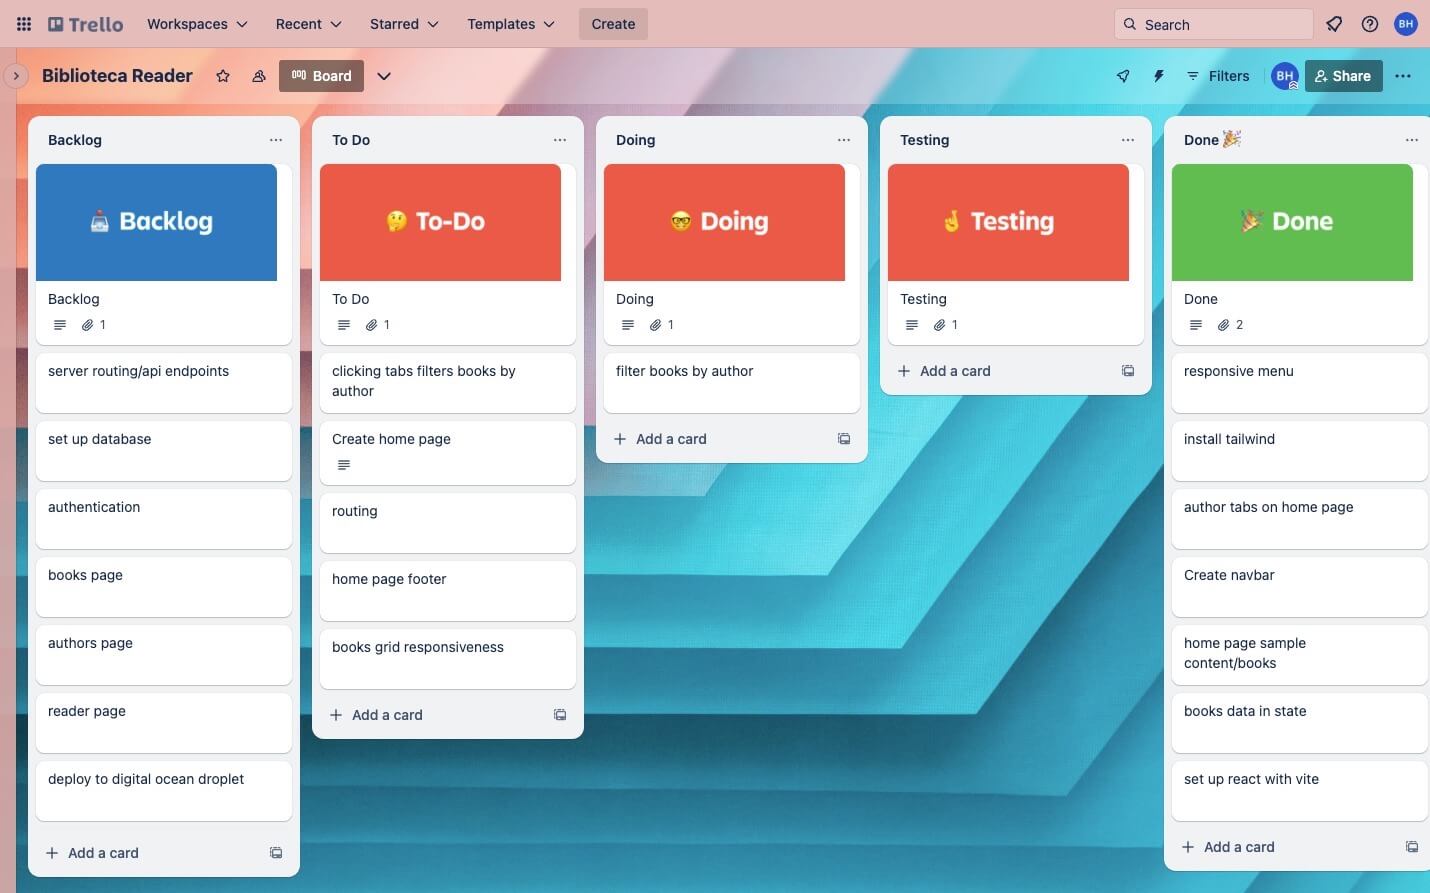 Trello
Workspaces
Recent
Starred
Templates
Create
Search
BH
Biblioteca Reader
Board
Filters
BH
Share
Backlog
Backlog
Backlog
1
server routing/api endpoints
set up database
authentication
books page
authors page
reader page
deploy to digital ocean droplet
Add a card
To Do
To-Do
To Do
1
clicking tabs filters books by
author
Create home page
routing
home page footer
books grid responsiveness
Add a card
Doing
Doing
Doing
1
filter books by author
Add a card
Testing
Testing
Testing
1
Add a card
Done
Done
Done
2
responsive menu
install tailwind
author tabs on home page
Create navbar
home page sample
content/books
books data in state
set up react with vite
Add a card